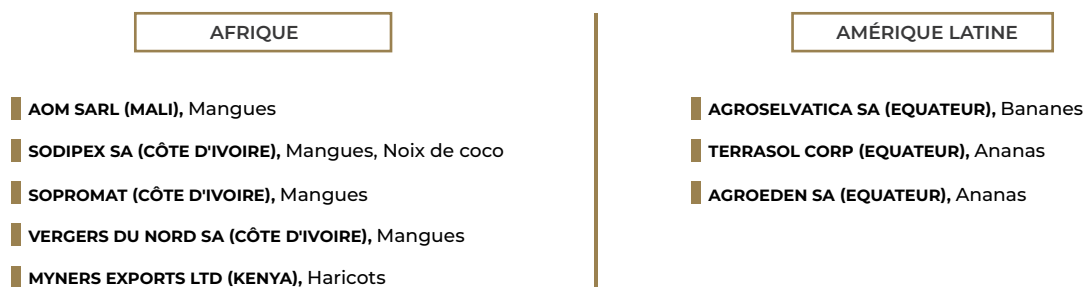 AFRIQUE
AOM SARL (MALI), Mangues
SODIPEX SA (CÔTE D'IVOIRE), Mangues, Noix de coco
SOPROMAT (CÔTE D'IVOIRE), Mangues
VERGERS DU NORD SA (CÔTE D'IVOIRE), Mangues
MYNERS EXPORTS LTD (KENYA), Haricots
AMÉRIQUE LATINE
AGROSELVATICA SA (EQUATEUR), Bananes
TERRASOL CORP (EQUATEUR), Ananas
AGROEDEN SA (EQUATEUR), Ananas